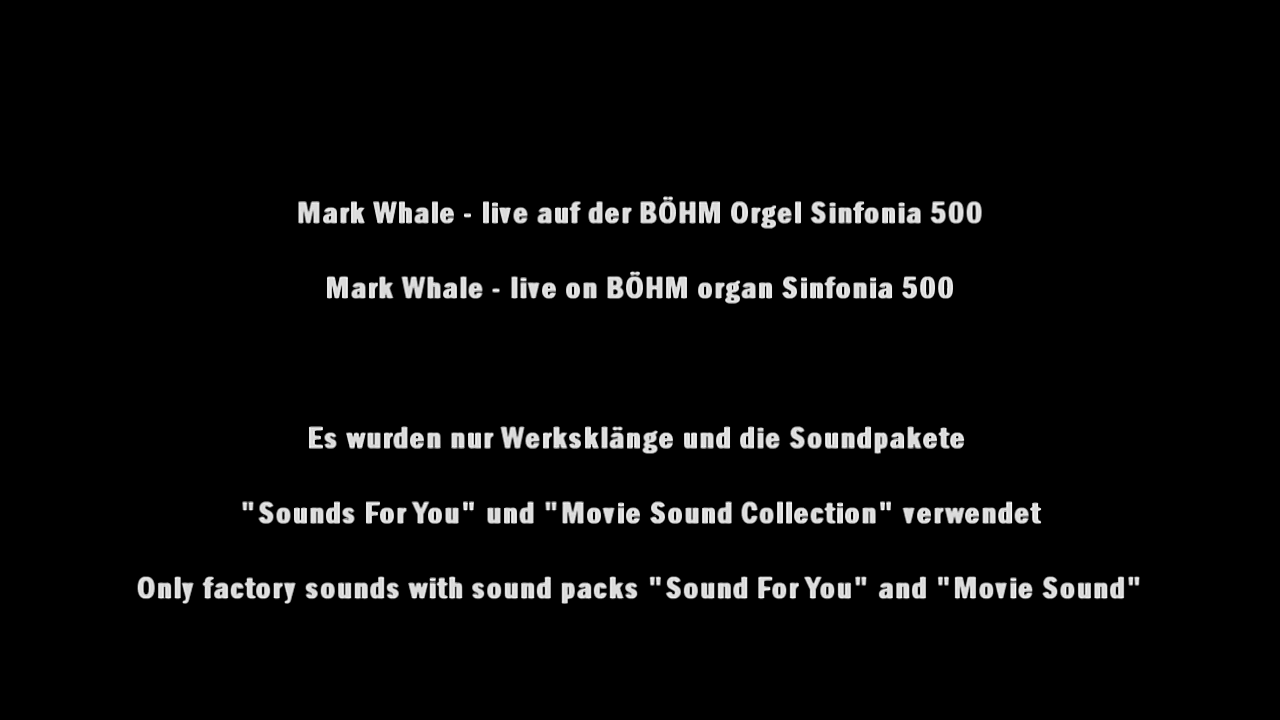 Mark Whale - live auf der BÖHM Orgel Sinfonia 500
Mark Whale - live on BÖHM organ Sinfonia 500
Es wurden nur Werksklänge und die Soundpakete
"Sounds For You" und "Movie Sound Collection" verwendet
Only factory sounds with sound packs "Sound For You" and "Movie Sound"